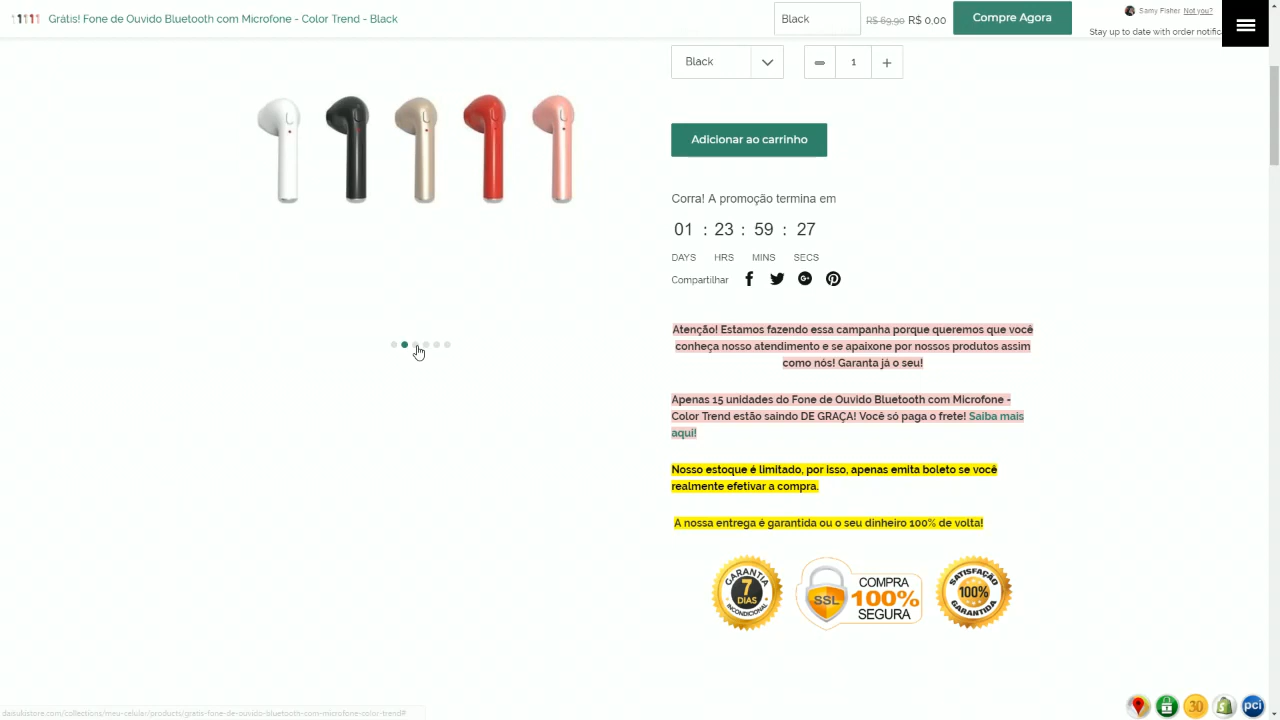 Grátis! Fone de Ouvido Bluetooth com Microfone - Color Trend - Black
Black
R$ 69,90 R$ 0,00
Compre Agora
Samy Fisher Not you?
Stay up to date with order notific
Black
1
Adicionar ao carrinho
Corra! A promoção termina em
01 : 23 : 59 : 27
DAYS HRS MINS SECS
Compartilhar
Atenção! Estamos fazendo essa campanha porque queremos que você
conheça nosso atendimento e se apaixone por nossos produtos assim
como nós! Garanta já o seu!
Apenas 15 unidades do Fone de Ouvido Bluetooth com Microfone -
Color Trend estão saindo DE GRAÇA! Você só paga o frete! Saiba mais
aqui!
Nosso estoque é limitado, por isso, apenas emita boleto se você
realmente efetivar a compra.
A nossa entrega é garantida ou o seu dinheiro 100% de volta!
GARANTIA
7
DIAS
INCONDICIONAL
SSL
COMPRA
100%
SEGURA
SATISFAÇÃO
100%
GARANTIDA
30
pci